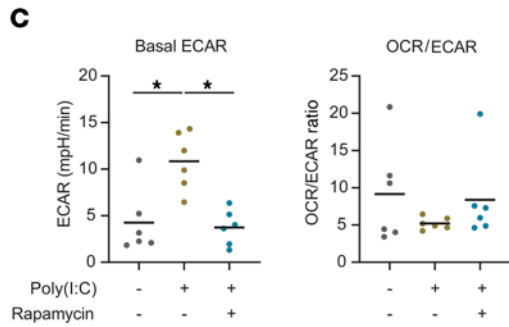 C
Basal ECAR
OCR/ECAR
* *
ECAR (mpH/min)
20
15
10
5
0
OCR/ECAR ratio
25
20
15
10
5
0
Poly(I:C) - + + - + +
Rapamycin - - + - - +